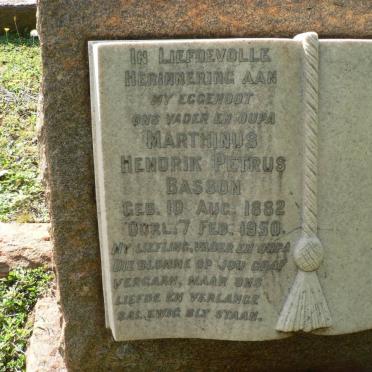 IN LIEFDEVOLLE
HERINNERING AAN
MY EGGENOOT
ONS VADER EN OUPA
MARTHINUS
HENDRIK PETRUS
BASSON
GEB. 10 AUG. 1882
OORL. 7 FEB. 1950.
MY LIEFLING, VADER EN OUPA
DIE BLOMME OP JOU GRAF
VERGAAN, MAAR ONS
LIEFDE EN VERLANGE
SAL EWIG BLY STAAN.